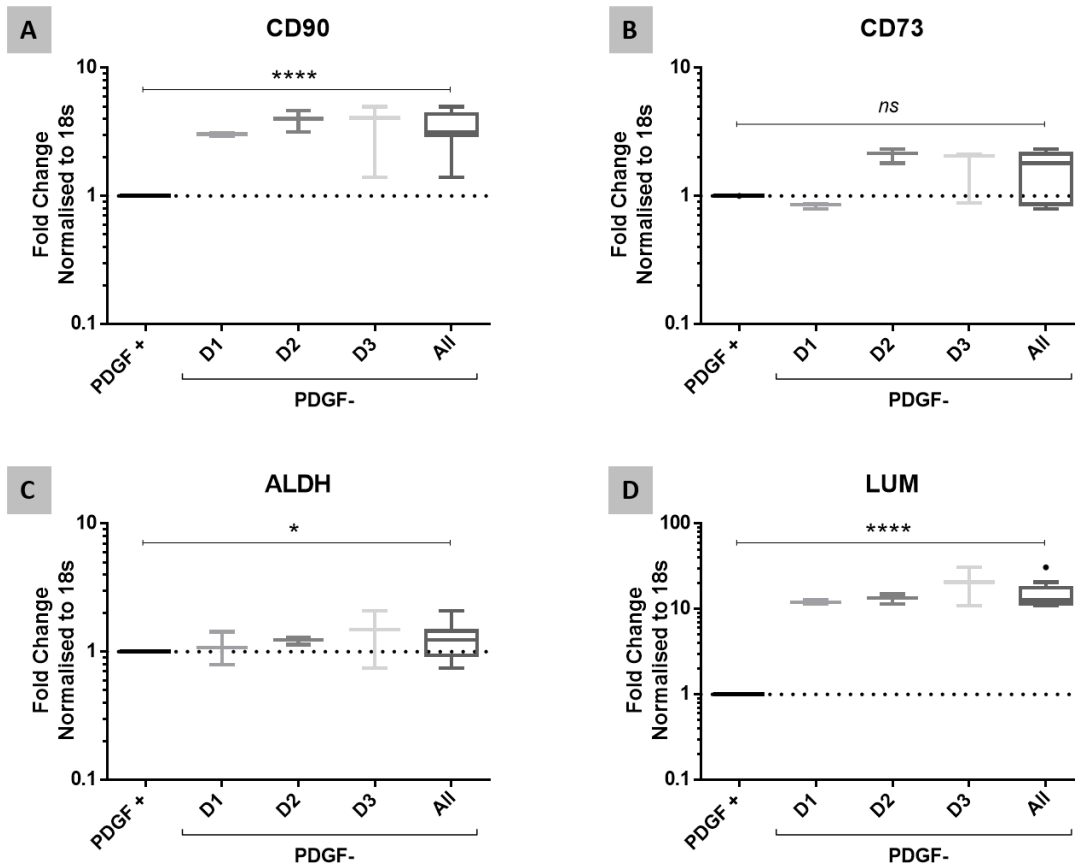 A
CD90
Fold Change
Normalised to 18s
10
1
0.1
****
PDGF +
D1
D2
D3
All
PDGF-
B
CD73
Fold Change
Normalised to 18s
10
1
0.1
ns
PDGF +
D1
D2
D3
All
PDGF-
C
ALDH
Fold Change
Normalised to 18s
10
1
0.1
*
PDGF +
D1
D2
D3
All
PDGF-
D
LUM
Fold Change
Normalised to 18s
100
10
1
0.1
****
PDGF +
D1
D2
D3
All
PDGF-